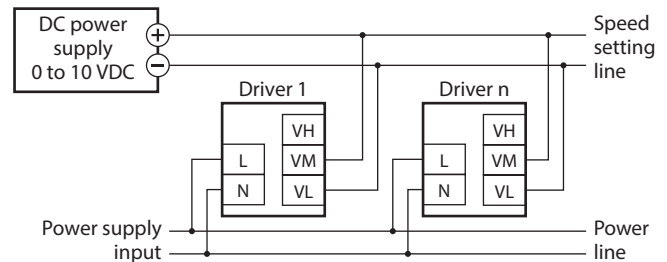 DC power
supply
0 to 10 VDC
+
−
Speed
setting
line
Driver 1
VH
VM
VL
L
N
Driver n
VH
VM
VL
L
N
Power supply
input
Power
line